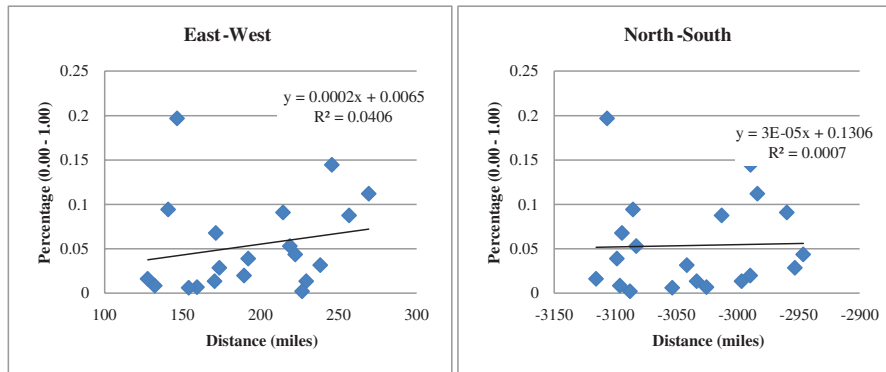 East-West
Percentage (0.00 - 1.00)
0.25
0.2
0.15
0.1
0.05
0
y = 0.0002x + 0.0065
R² = 0.0406
100 150 200 250 300
Distance (miles)
North -South
Percentage (0.00 - 1.00)
0.25
0.2
0.15
0.1
0.05
0
y = 3E-05x + 0.1306
R² = 0.0007
-3150 -3100 -3050 -3000 -2950 -2900
Distance (miles)